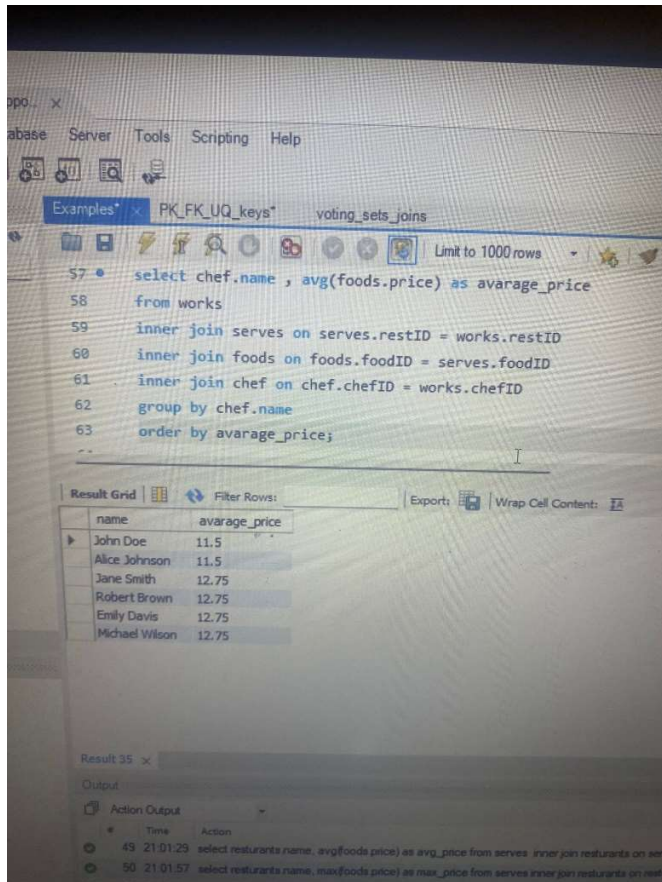 ppo... ×
abase Server Tools Scripting Help
Examples* × PK_FK_UQ_keys* voting_sets_joins
Limit to 1000 rows
57 select chef.name , avg(foods.price) as avarage_price
58 from works
59 inner join serves on serves.restID = works.restID
60 inner join foods on foods.foodID = serves.foodID
61 inner join chef on chef.chefID = works.chefID
62 group by chef.name
63 order by avarage_price;
Result Grid Filter Rows: Export: Wrap Cell Content:
name avarage_price
John Doe 11.5
Alice Johnson 11.5
Jane Smith 12.75
Robert Brown 12.75
Emily Davis 12.75
Michael Wilson 12.75
Result 35 ×
Output
Action Output
# Time Action
49 21:01:29 select resturants.name, avg(foods.price) as avg_price from serves inner join resturants on
50 21:01:57 select resturants.name, max(foods.price) as max_price from serves inner join resturants on